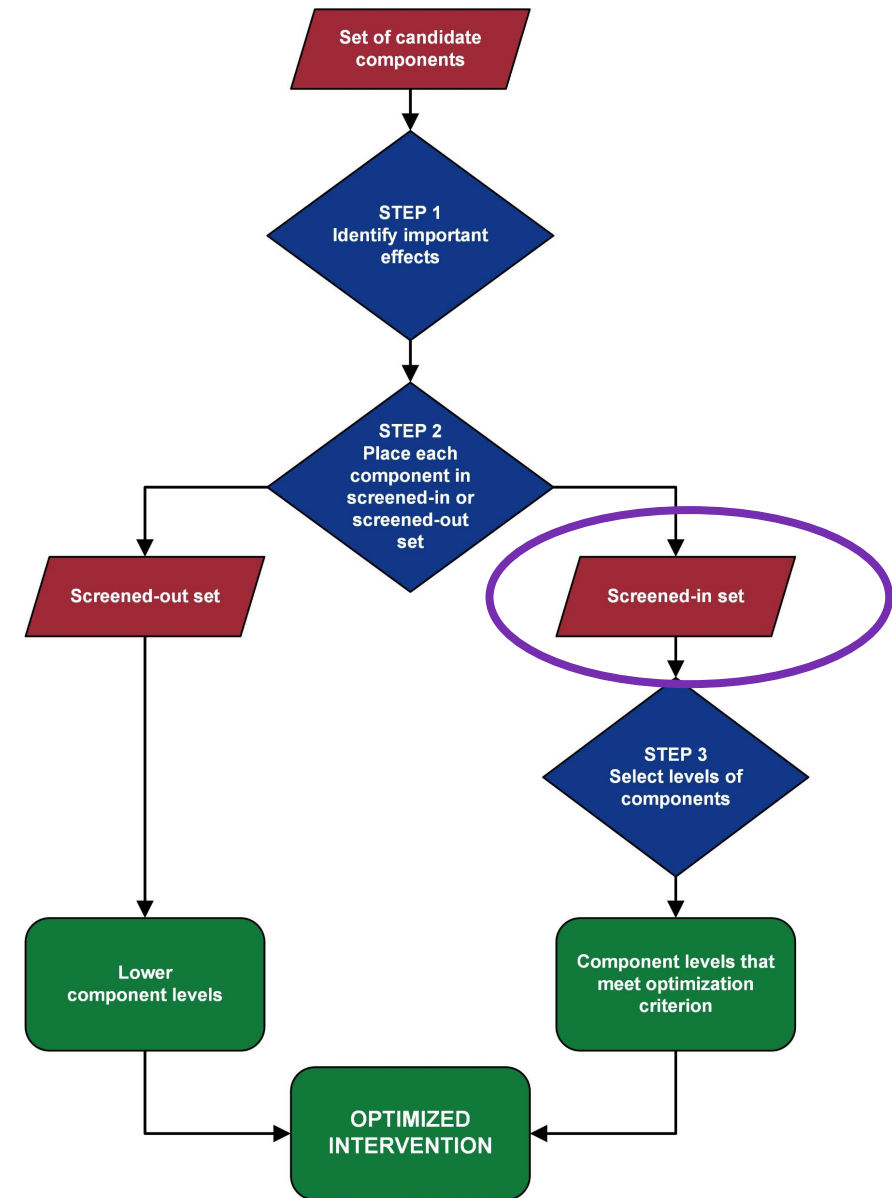 Set of candidate
components
STEP 1
Identify important
effects
STEP 2
Place each
component in
screened-in or
screened-out
set
Screened-out set
Screened-in set
STEP 3
Select levels of
components
Lower
component levels
Component levels that
meet optimization
criterion
OPTIMIZED
INTERVENTION